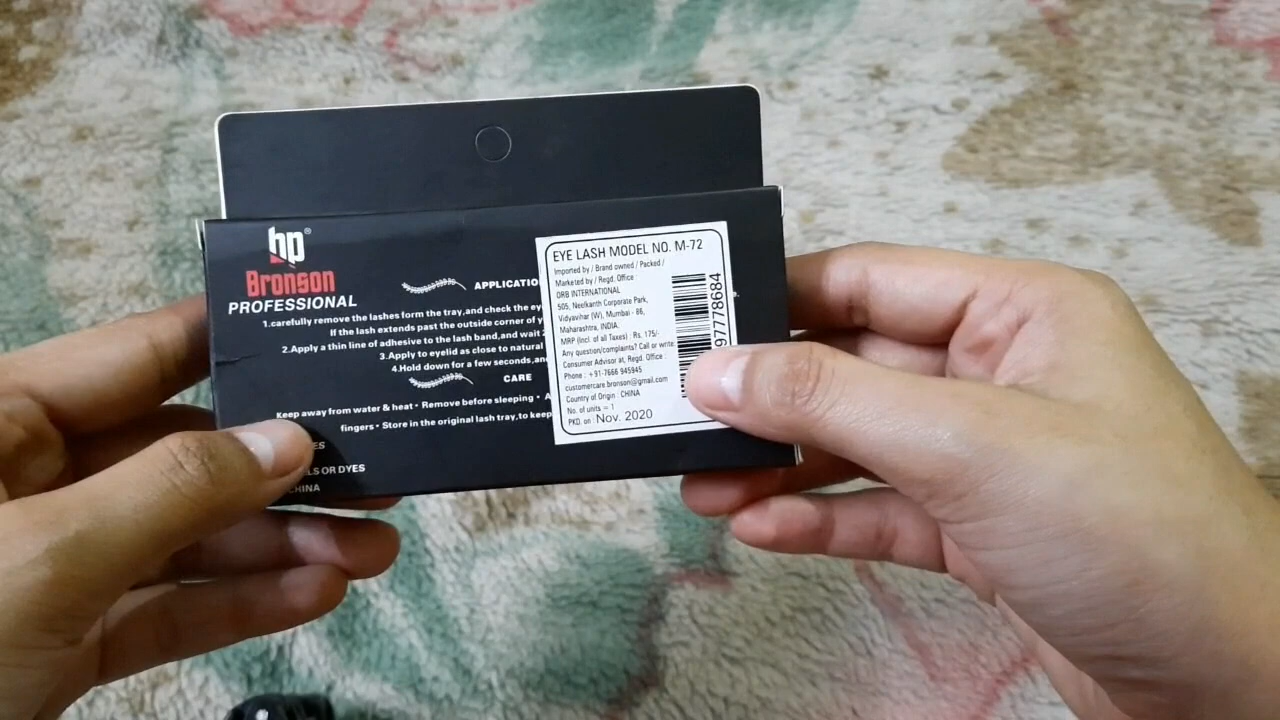 bp®
Bronson
PROFESSIONAL
APPLICATIO
1.carefully remove the lashes form the tray,and check the
If the lash extends past the outside corner of
2.Apply a thin line of adhesive to the lash band,and wait
3.Apply to eyelid as close to natural
4.Hold down for a few seconds,an
CARE
Keep away from water & heat • Remove before sleeping •
fingers • Store in the original lash tray,to keep
ES
ELS OR DYES
CHINA
EYE LASH MODEL NO. M-72
Imported by / Brand owned / Packed /
Marketed by / Regd. Office :
ORB INTERNATIONAL
505, Neelkanth Corporate Park,
Vidyavihar (W), Mumbai - 86,
Maharashtra, INDIA.
MRP (Incl. of all Taxes) : Rs. 175/-
Any question/complaints? Call or write
Consumer Advisor at, Regd. Office :
Phone : +91-7666 945945
customercare bronson@gmail.com
Country of Origin : CHINA
No. of units = 1
PKD. on : Nov. 2020
97778684